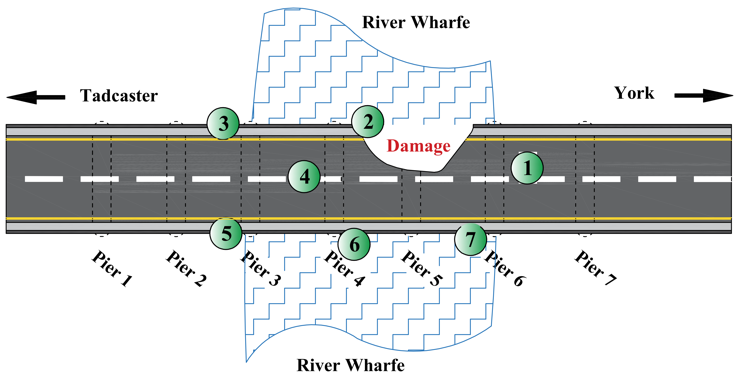 River Wharfe
Tadcaster
York
3
2
Damage
4
1
5
6
7
Pier 1
Pier 2
Pier 3
Pier 4
Pier 5
Pier 6
Pier 7
River Wharfe